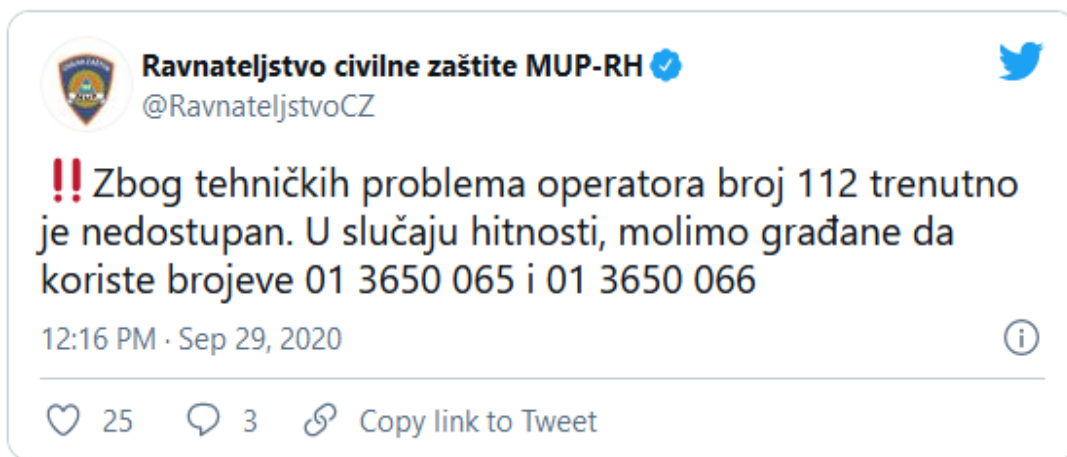 Ravnateljstvo civilne zaštite MUP-RH
@RavnateljstvoCZ
‼️Zbog tehničkih problema operatora broj 112 trenutno
je nedostupan. U slučaju hitnosti, molimo građane da
koriste brojeve 01 3650 065 i 01 3650 066
12:16 PM · Sep 29, 2020
25 3 Copy link to Tweet